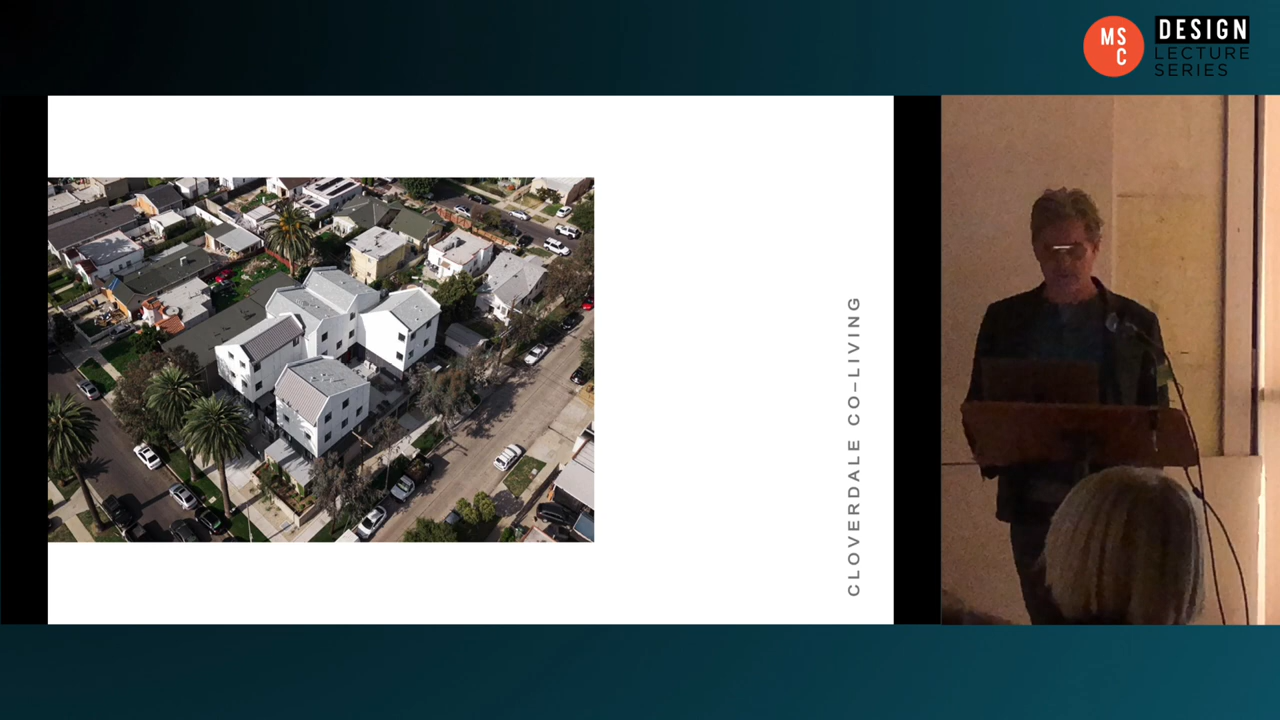 MS
C
DESIGN
LECTURE
SERIES
CLOVERDALE CO–LIVING